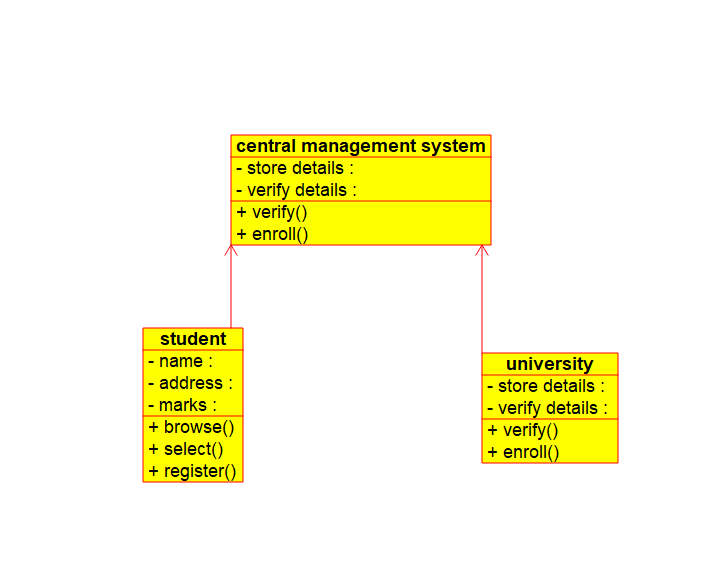 central management system
- store details :
- verify details :
+ verify()
+ enroll()
student
- name :
- address :
- marks :
+ browse()
+ select()
+ register()
university
- store details :
- verify details :
+ verify()
+ enroll()